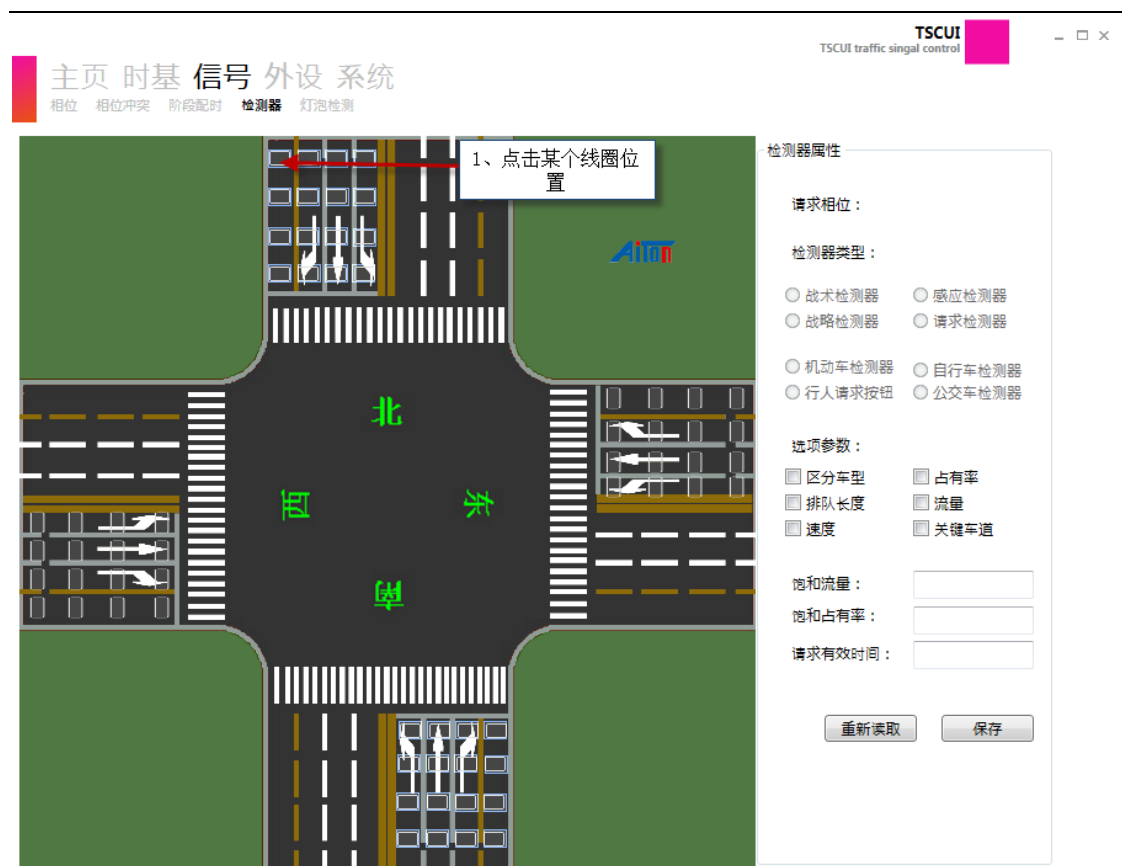 TSCUI
TSCUI traffic singal control
主页 时基 信号 外设 系统
相位 相位冲突 阶段配时 检测器 灯泡检测
1、点击某个线圈位
置
AiTon
北
西
东
南
检测器属性
请求相位：
检测器类型：
战术检测器 感应检测器
战略检测器 请求检测器
机动车检测器 自行车检测器
行人请求按钮 公交车检测器
选项参数：
区分车型 占有率
排队长度 流量
速度 关键车道
饱和流量：
饱和占有率：
请求有效时间：
重新读取 保存